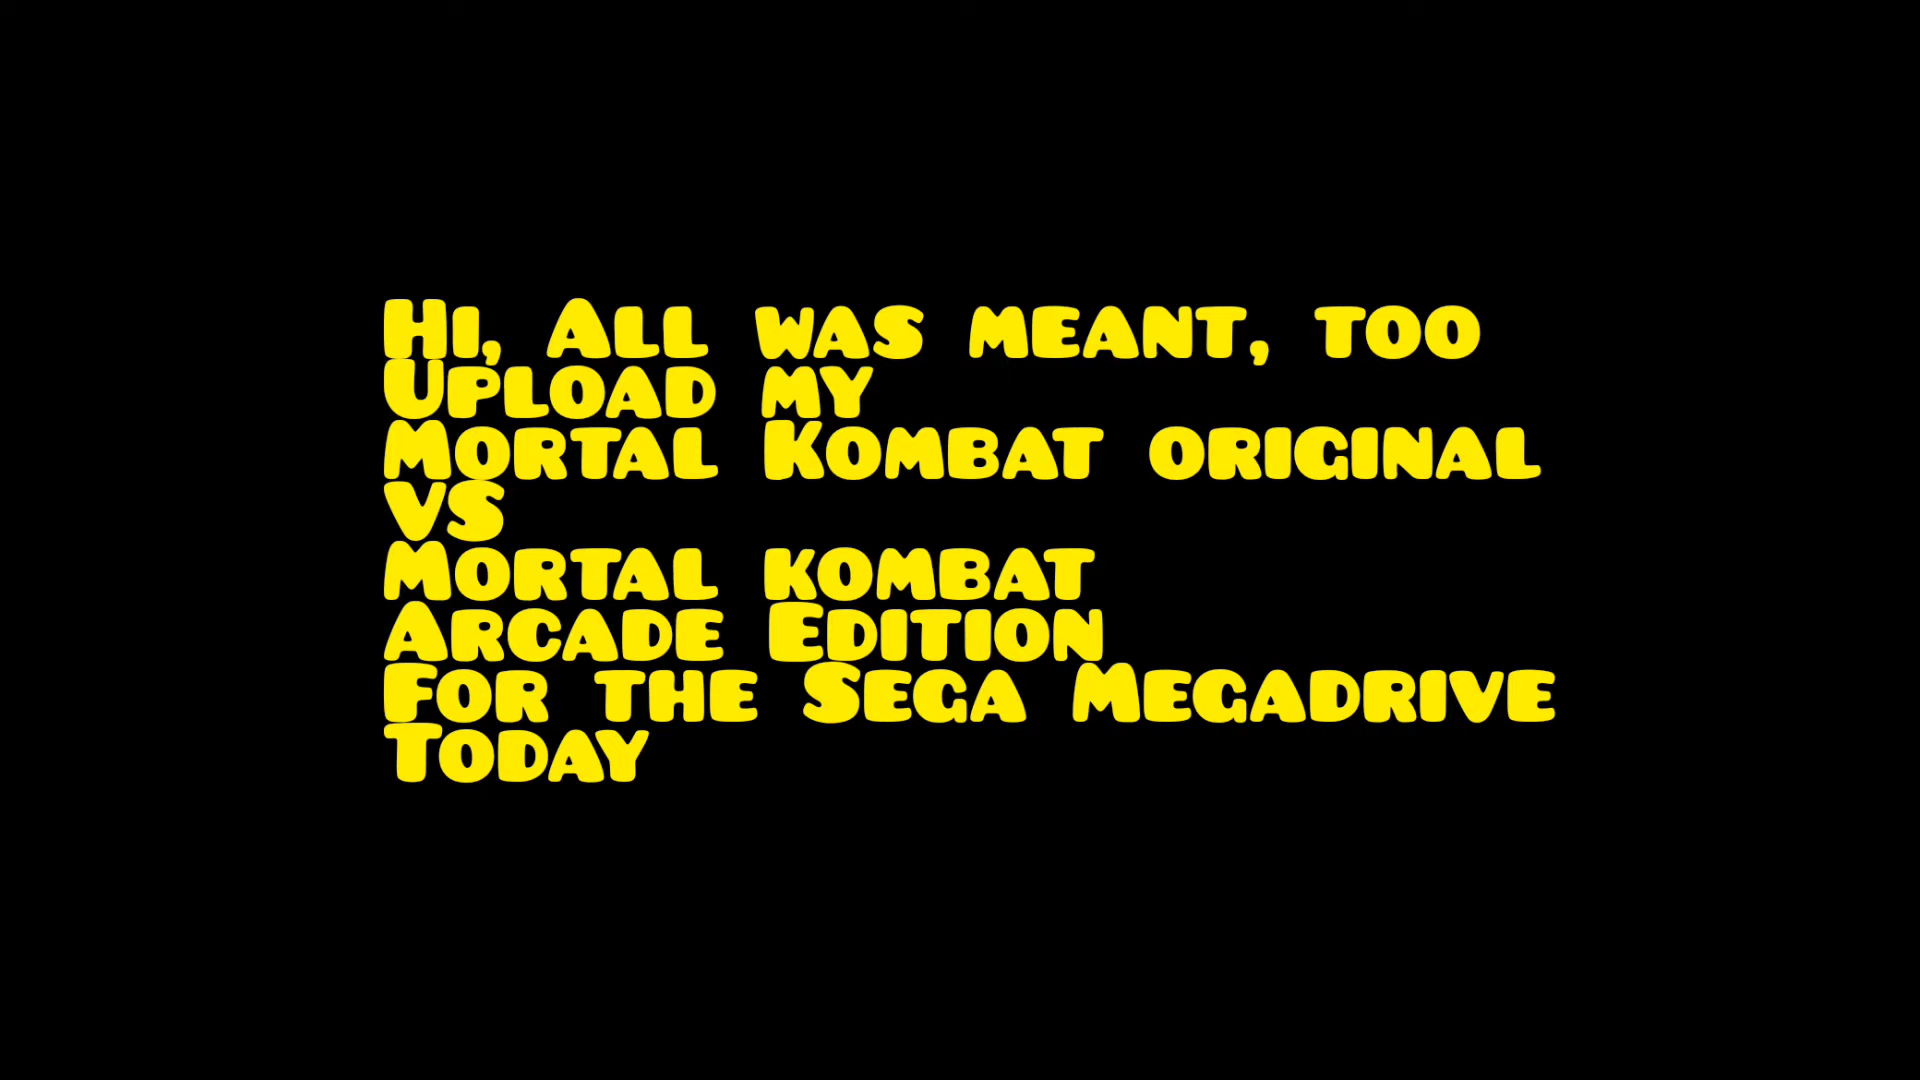 Hi, All was meant, too
Upload my
Mortal Kombat original
VS
Mortal kombat
Arcade Edition
For the Sega Megadrive
Today